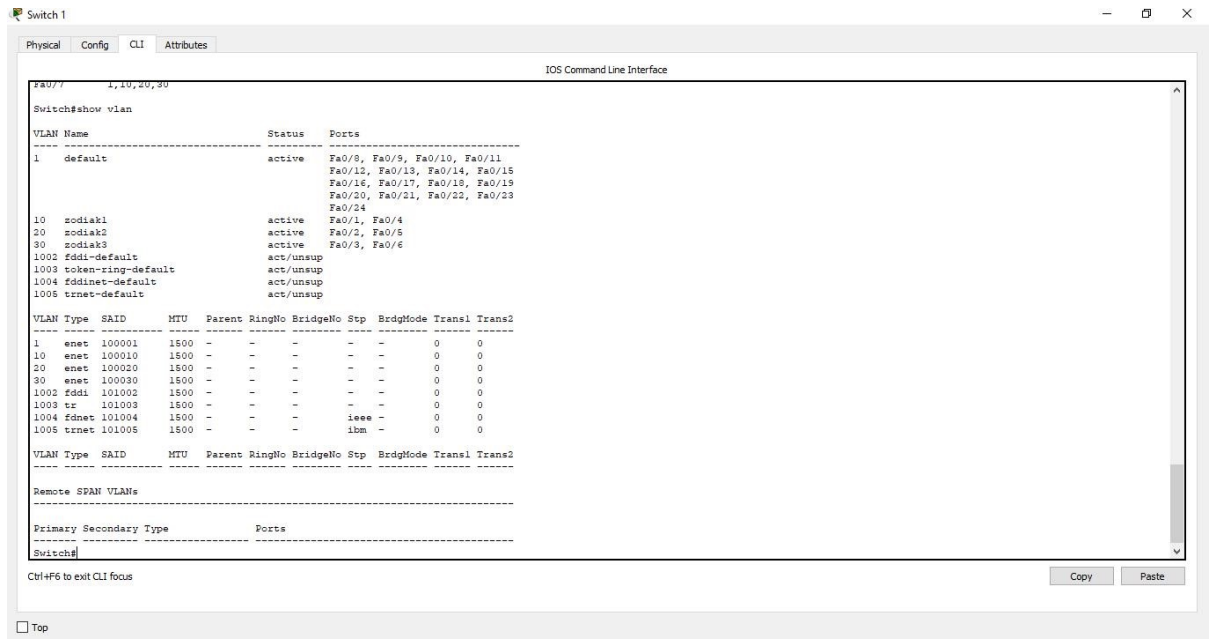 Switch 1
Physical Config CLI Attributes
IOS Command Line Interface
Fa0/7 1,10,20,30
Switch#show vlan
VLAN Name Status Ports
---- -------------------------------- --------- -------------------------------
1 default active Fa0/8, Fa0/9, Fa0/10, Fa0/11
Fa0/12, Fa0/13, Fa0/14, Fa0/15
Fa0/16, Fa0/17, Fa0/18, Fa0/19
Fa0/20, Fa0/21, Fa0/22, Fa0/23
Fa0/24
10 zodiak1 active Fa0/1, Fa0/4
20 zodiak2 active Fa0/2, Fa0/5
30 zodiak3 active Fa0/3, Fa0/6
1002 fddi-default act/unsup
1003 token-ring-default act/unsup
1004 fddinet-default act/unsup
1005 trnet-default act/unsup
VLAN Type SAID MTU Parent RingNo BridgeNo Stp BrdgMode Trans1 Trans2
---- ----- ---------- ----- ------ ------ -------- ---- -------- ------ ------
1 enet 100001 1500 - - - - - 0 0
10 enet 100010 1500 - - - - - 0 0
20 enet 100020 1500 - - - - - 0 0
30 enet 100030 1500 - - - - - 0 0
1002 fddi 101002 1500 - - - - - 0 0
1003 tr 101003 1500 - - - - - 0 0
1004 fdnet 101004 1500 - - - ieee - 0 0
1005 trnet 101005 1500 - - - ibm - 0 0
VLAN Type SAID MTU Parent RingNo BridgeNo Stp BrdgMode Trans1 Trans2
---- ----- ---------- ----- ------ ------ -------- ---- -------- ------ ------
Remote SPAN VLANs
------------------------------------------------------------------------------
Primary Secondary Type Ports
------- --------- ----------------- ------------------------------------------
Switch#
Ctrl+F6 to exit CLI focus
Copy Paste
Top